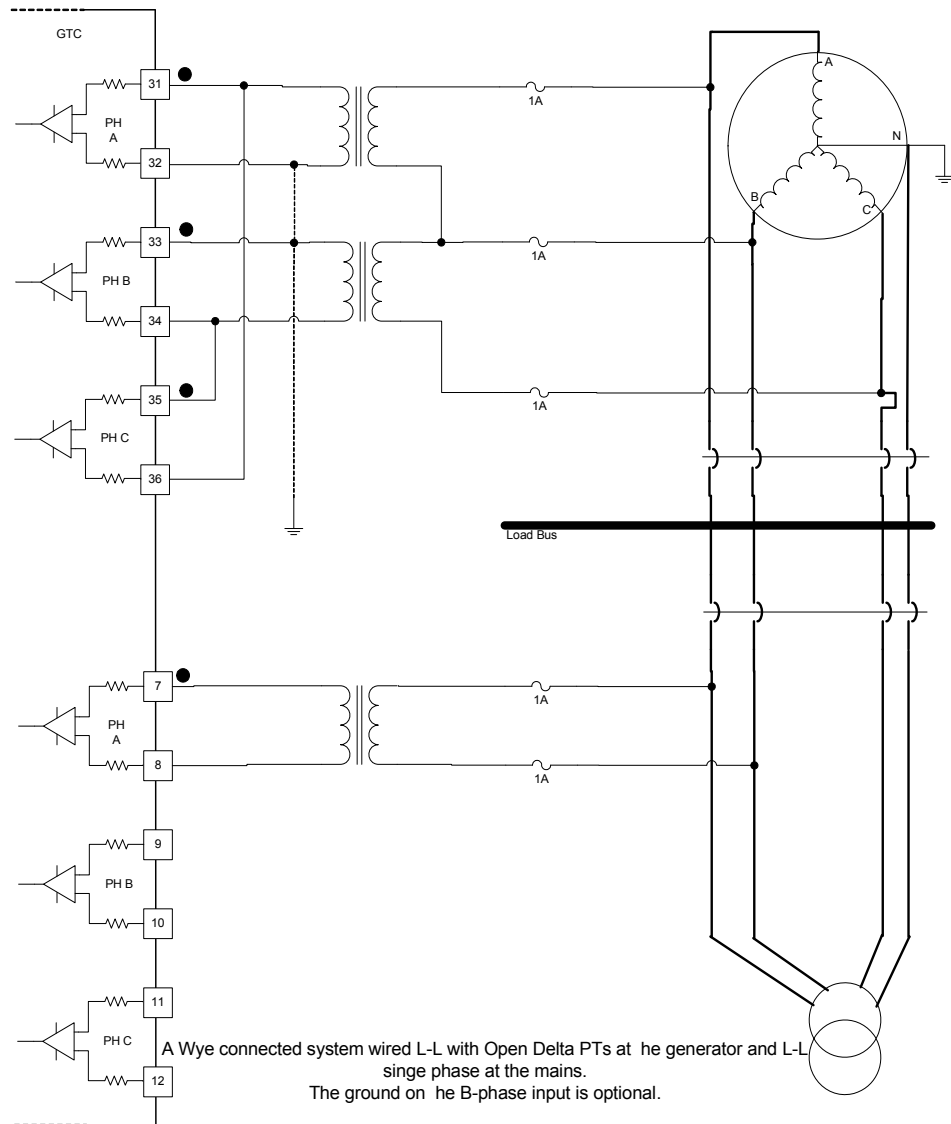 GTC
31
PH
A
32
1A
33
PH B
34
1A
35
PH C
36
1A
A
N
B
C
Load Bus
7
PH
A
8
1A
1A
9
PH B
10
11
PH C
12
A Wye connected system wired L-L with Open Delta PTs at he generator and L-L
singe phase at the mains.
The ground on he B-phase input is optional.